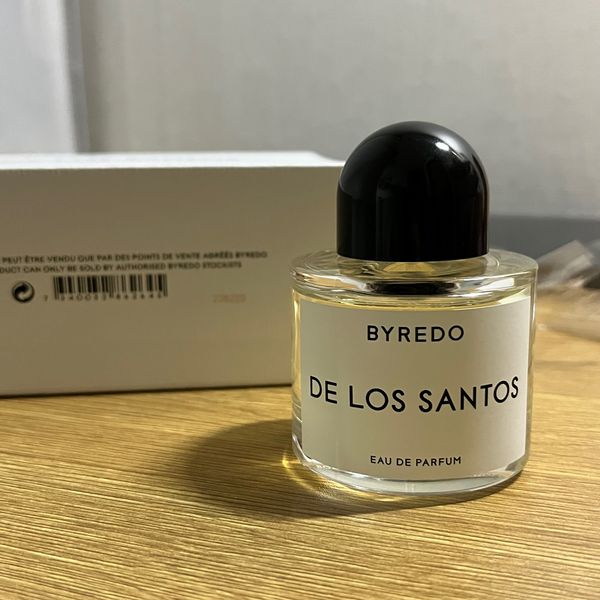 PEUT ÊTRE VENDU QUE PAR DES POINTS DE VENTE AGRÉÉS BYREDO
DUCT CAN ONLY BE SOLD BY AUTHORISED BYREDO STOCKISTS
BYREDO
DE LOS SANTOS
EAU DE PARFUM